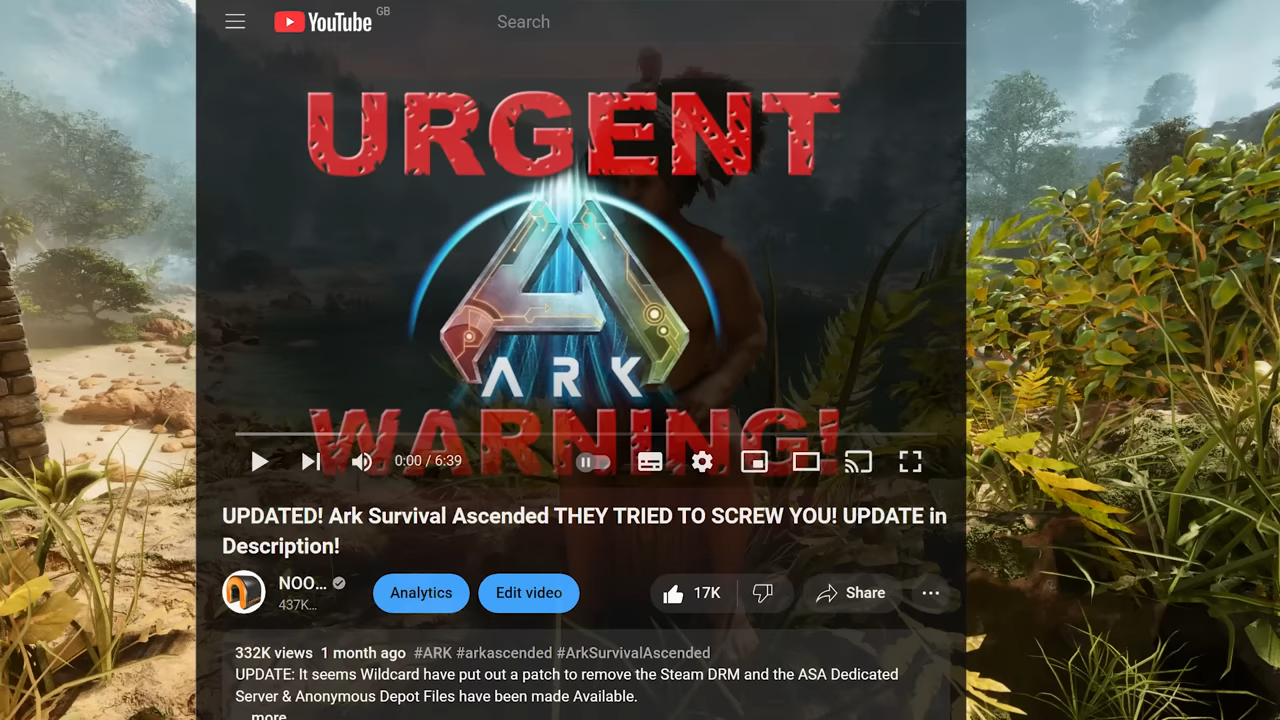 YouTube GB
Search
URGENT
ARK
WARNING!
0:00 / 6:39
UPDATED! Ark Survival Ascended THEY TRIED TO SCREW YOU! UPDATE in
Description!
NOO...
437K...
Analytics
Edit video
17K
Share
332K views 1 month ago #ARK #arkascended #ArkSurvivalAscended
UPDATE: It seems Wildcard have put out a patch to remove the Steam DRM and the ASA Dedicated
Server & Anonymous Depot Files have been made Available.
...more